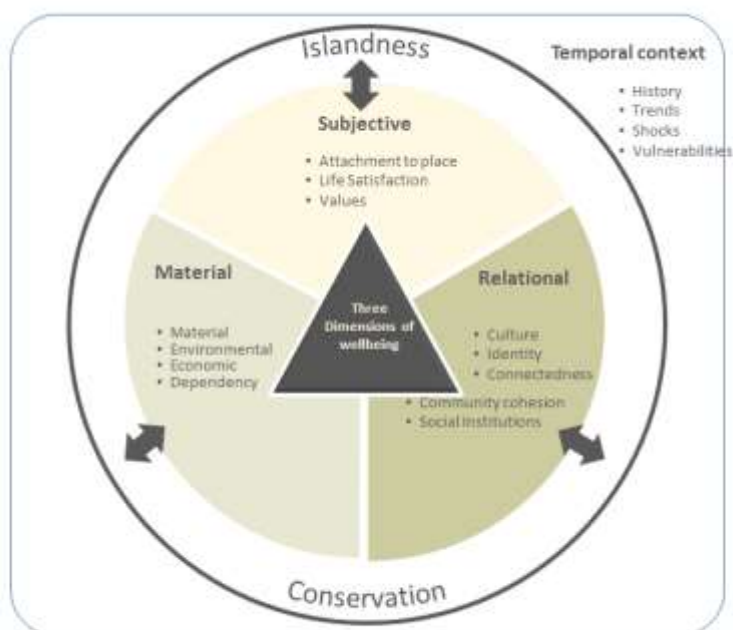 Islandness
Temporal context
• History
• Trends
• Shocks
• Vulnerabilities
Subjective
• Attachment to place
• Life Satisfaction
• Values
Material
• Material
• Environmental
• Economic
• Dependency
Three
Dimensions of
wellbeing
Relational
• Culture
• Identity
• Connectedness
• Community cohesion
• Social institutions
Conservation